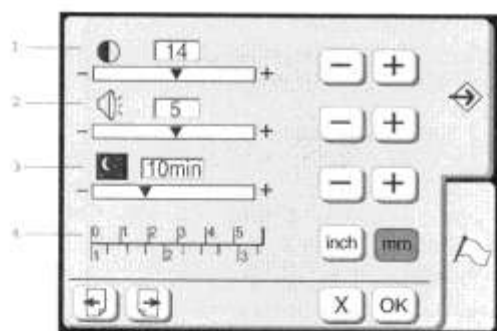 1
14
- + - +
2
5
- + - +
3
10min
- + - +
4
0 1 2 3 4 5
1 2 3
inch mm
X OK